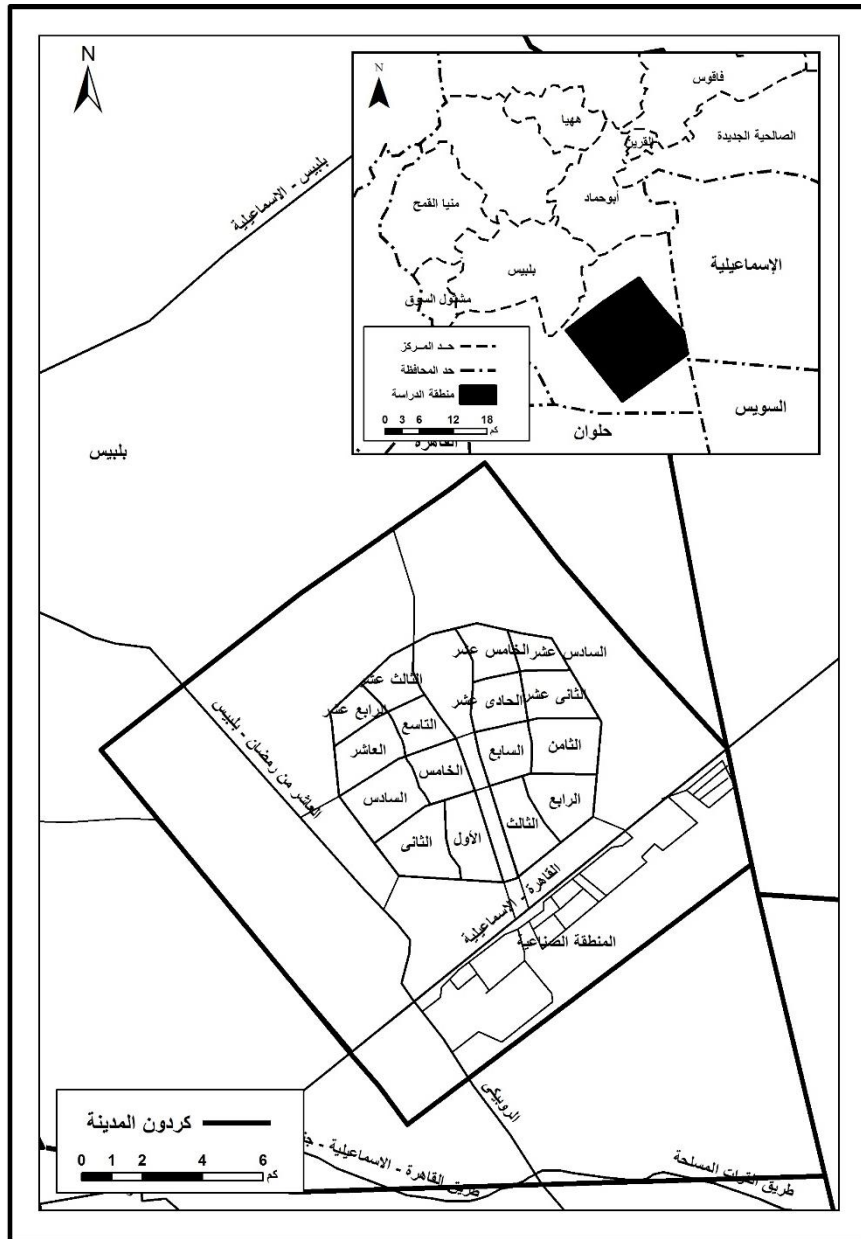 N
بلبيس - الاسماعيلية
N
فاقوس
ههيا
القرين
الصالحية الجديدة
منيا القمح
أبوحماد
بلبيس
الإسماعيلية
مشتول السوق
حد المركز
حد المحافظة
منطقة الدراسة
0 3 6 12 18
كم
السويس
حلوان
القاهرة
بلبيس
السادس عشر
الخامس عشر
الثالث عشر
الثانى عشر
الحادى عشر
الرابع عشر
التاسع
الثامن
السابع
العاشر
الخامس
السادس
الرابع
الثالث
الأول
الثانى
العاشر من رمضان - بلبيس
القاهرة - الاسماعيلية
المنطقة الصناعية
الروبيكى
كردون المدينة
0 1 2 4 6
كم
طريق القاهرة - الاسماعيلية -
طريق القوات المسلحة